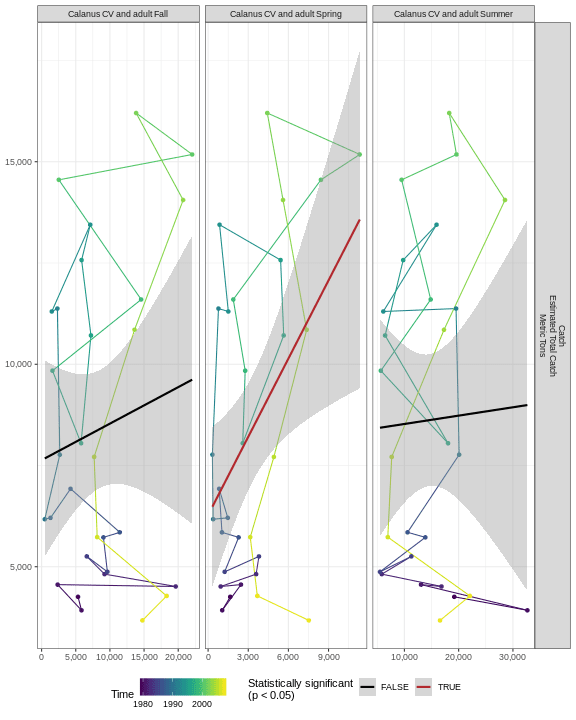 Calanus CV and adult Fall
Calanus CV and adult Spring
Calanus CV and adult Summer
15,000
10,000
5,000
Catch
Estimated Total Catch
Metric Tons
0
5,000
10,000
15,000
20,000
0
3,000
6,000
9,000
10,000
20,000
30,000
Time
1980
1990
2000
Statistically significant
(p < 0.05)
FALSE
TRUE